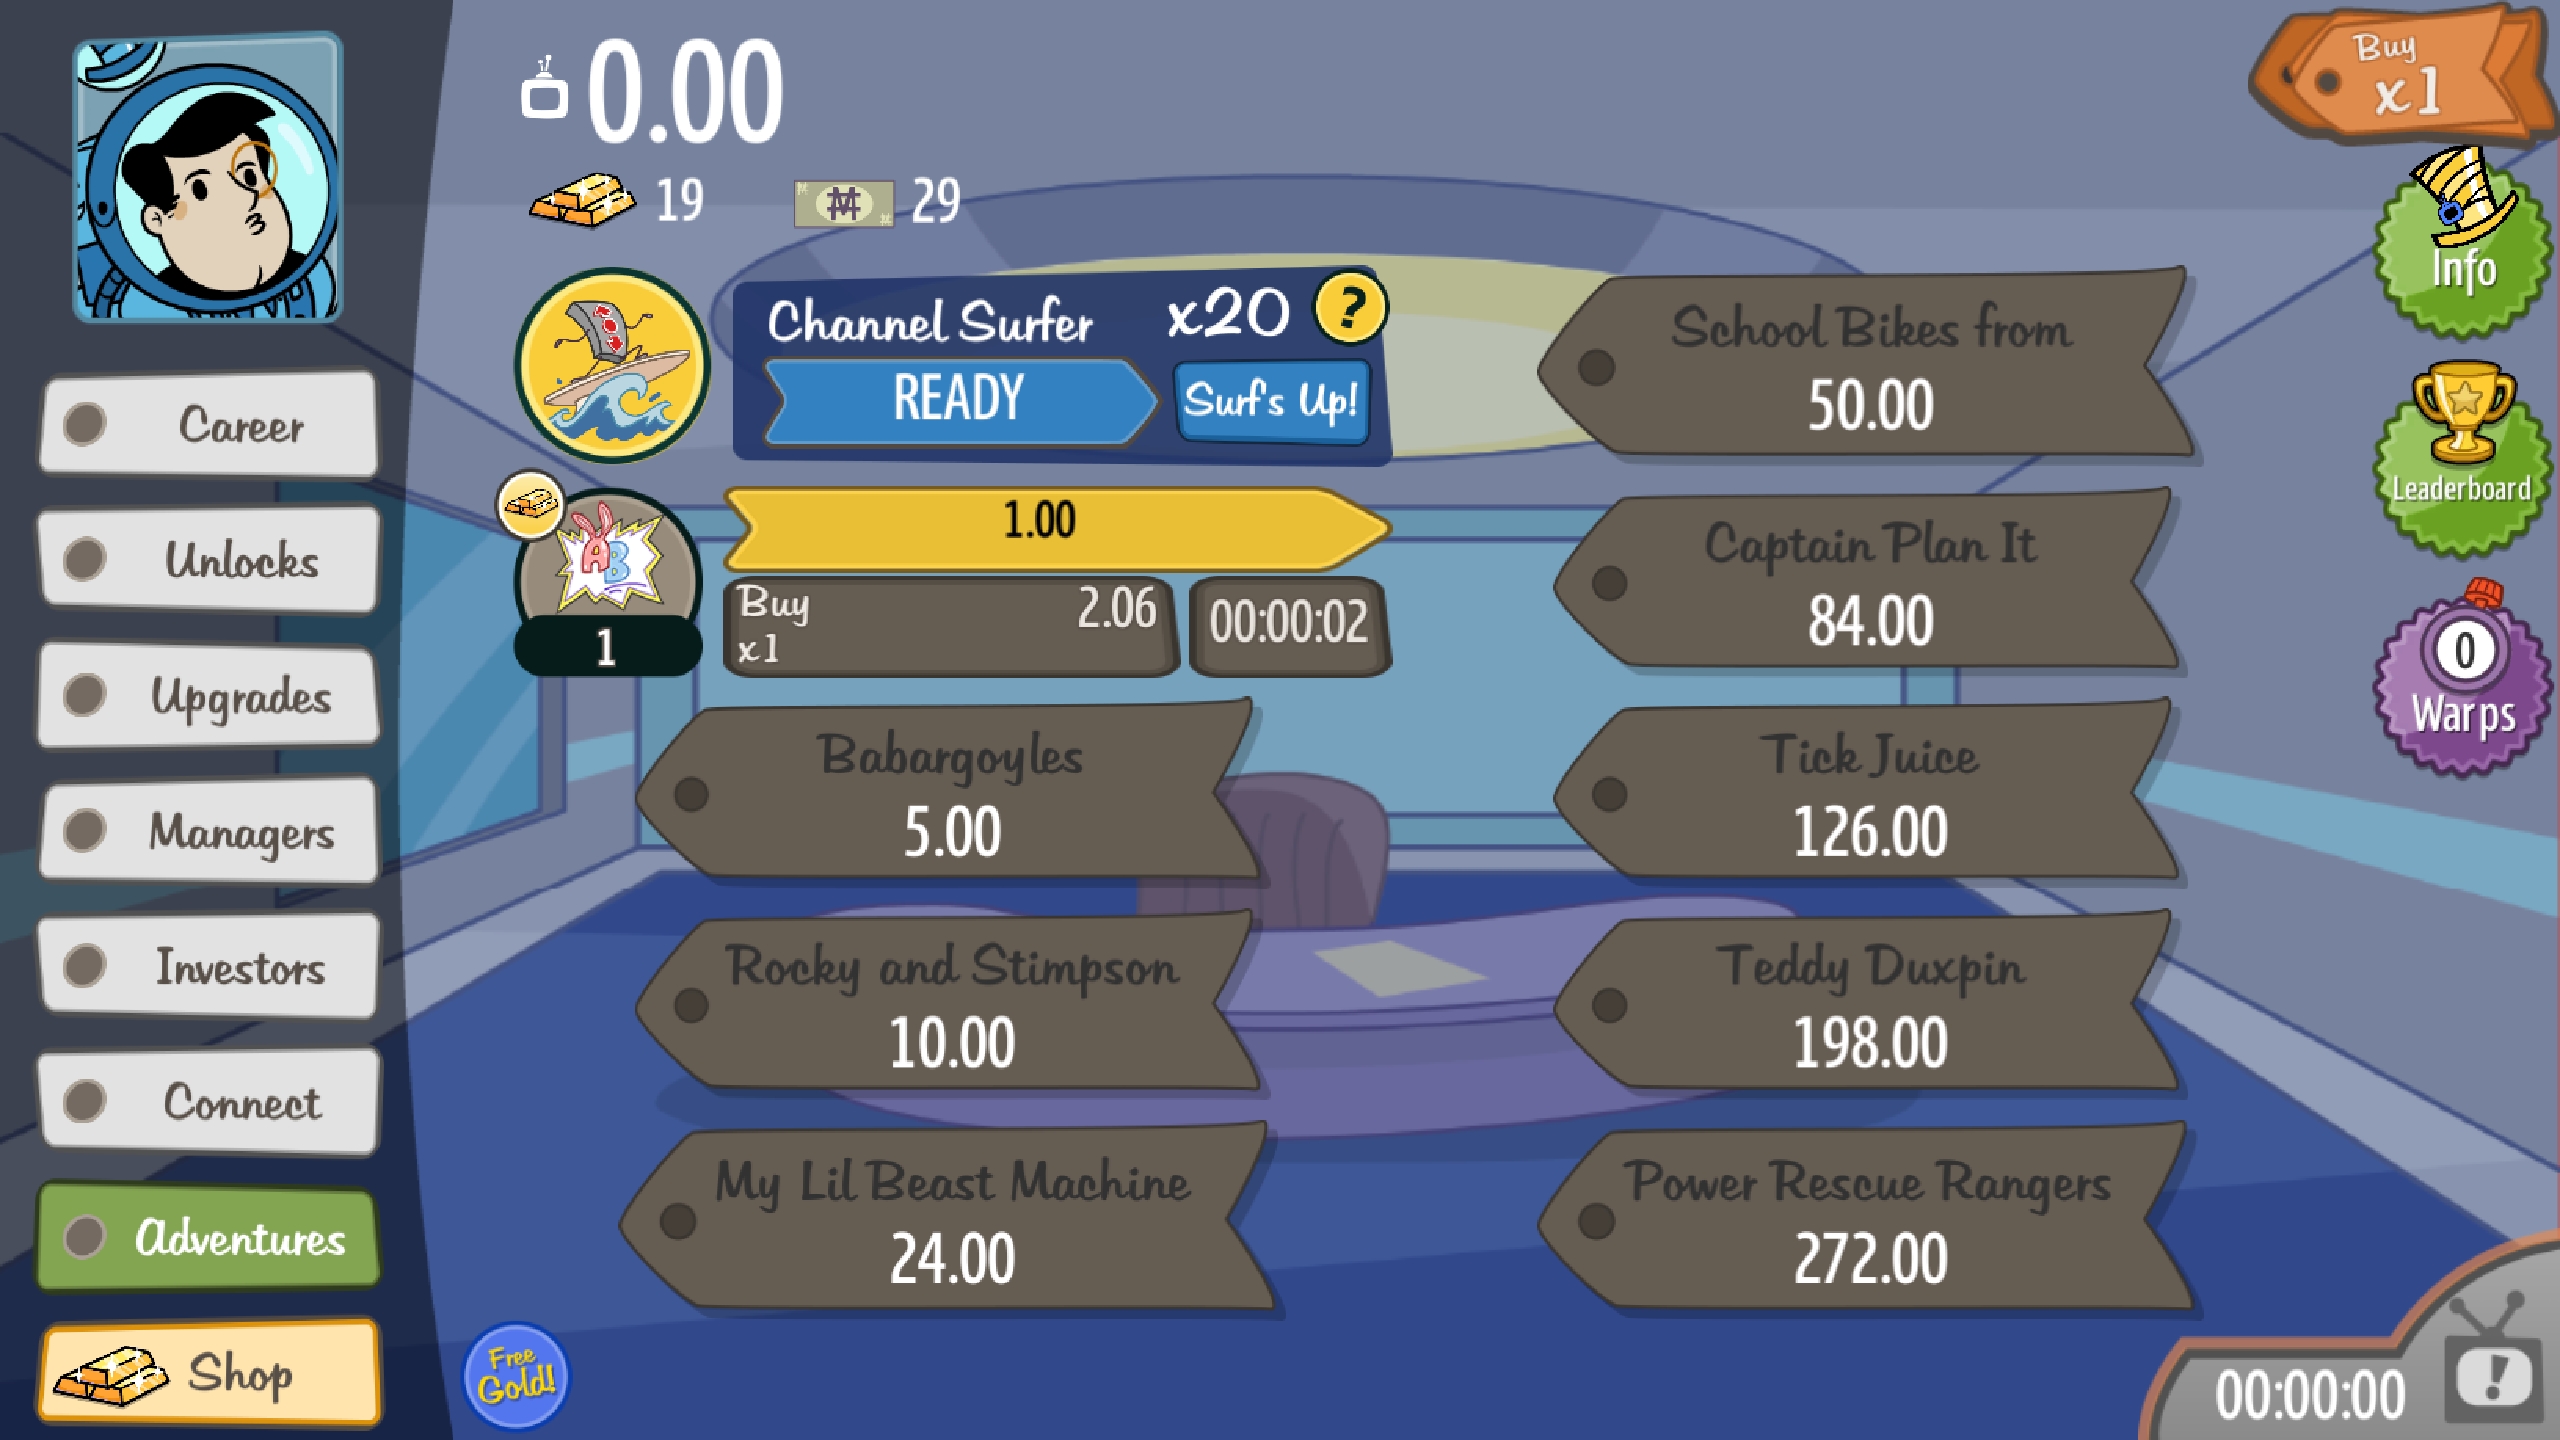 0.00
19
29
Buy
x1
Info
Leaderboard
0
Warps
Career
Unlocks
Upgrades
Managers
Investors
Connect
Adventures
Shop
Channel Surfer
x20
?
READY
Surf's Up!
AB
1
1.00
Buy
x1
2.06
00:00:02
Babargoyles
5.00
Rocky and Stimpson
10.00
My Lil Beast Machine
24.00
School Bikes from
50.00
Captain Plan It
84.00
Tick Juice
126.00
Teddy Duxpin
198.00
Power Rescue Rangers
272.00
Free
Gold!
00:00:00
!